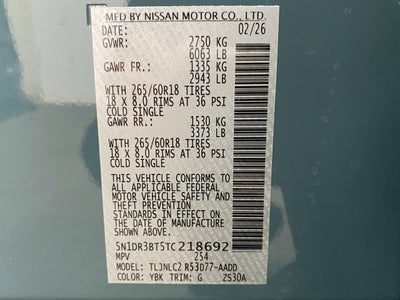 MFD BY NISSAN MOTOR CO., LTD.
DATE: 02/26
GVWR: 2750 KG
6063 LB
GAWR FR.: 1335 KG
2943 LB
WITH 265/60R18 TIRES
18 X 8.0 RIMS AT 36 PSI
COLD SINGLE
GAWR RR.: 1530 KG
3373 LB
WITH 265/60R18 TIRES
18 X 8.0 RIMS AT 36 PSI
COLD SINGLE
THIS VEHICLE CONFORMS TO ALL
APPLICABLE FEDERAL MOTOR
VEHICLE SAFETY STANDARDS IN
EFFECT ON THE DATE OF
MANUFACTURE SHOWN ABOVE.
5N1DR3BT5TC218692
MPV 254
MODEL: TLJNLC2 R53D77-AADD
COLOR: YBK TRIM: G ZS30A